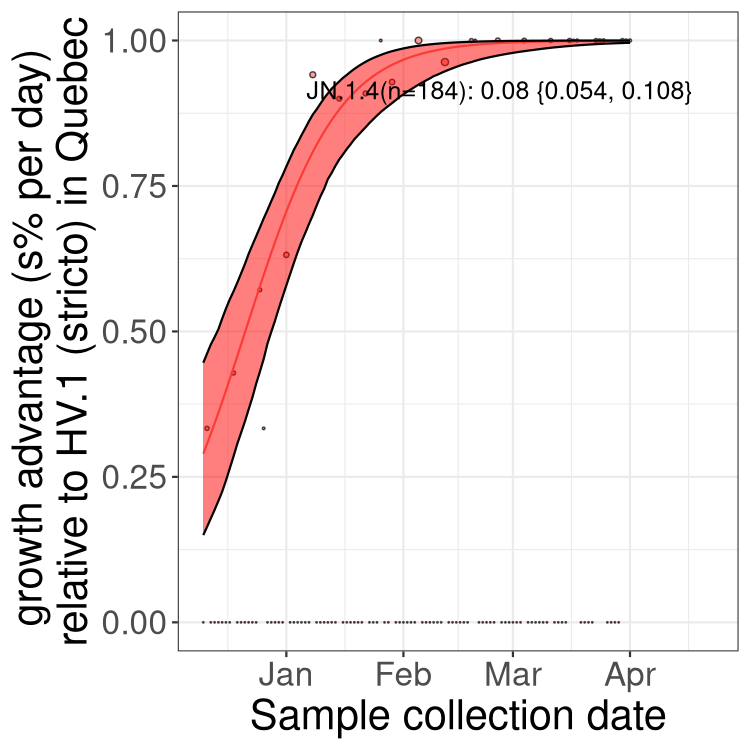 growth advantage (s% per day)
relative to HV.1 (stricto) in Quebec
1.00
0.75
0.50
0.25
0.00
JN.1.4(n=184): 0.08 {0.054, 0.108}
Jan Feb Mar Apr
Sample collection date